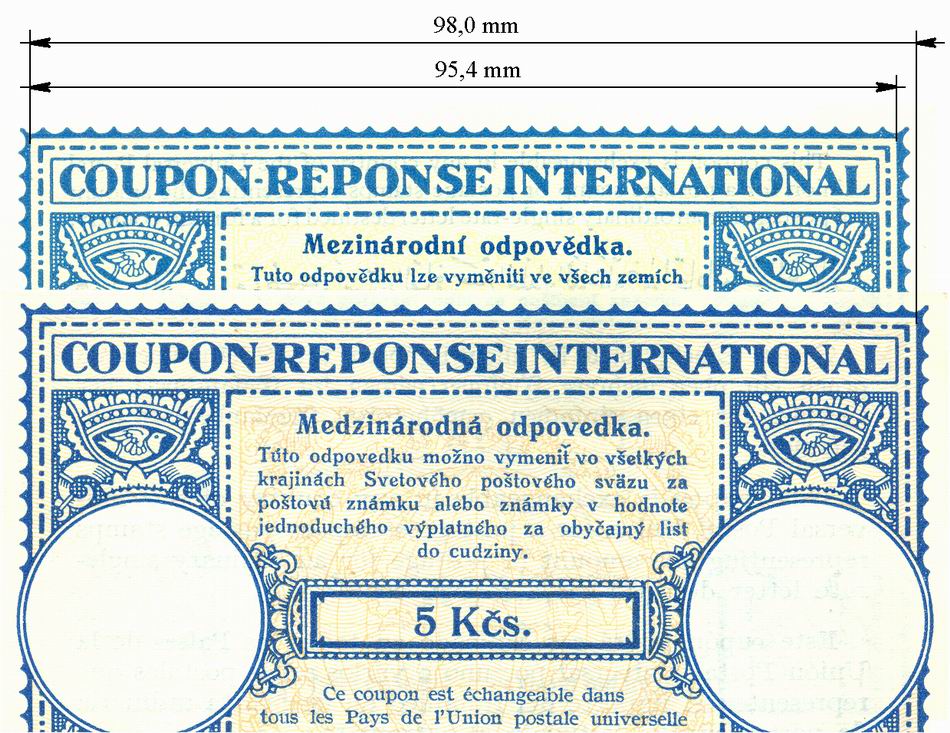 98,0 mm
95,4 mm
COUPON-REPONSE INTERNATIONAL
Mezinárodní odpovědka.
Tuto odpovědku lze vyměniti ve všech zemích
COUPON-REPONSE INTERNATIONAL
Medzinárodná odpovedka.
Túto odpovedku možno vymeniť vo všetkých
krajinách Svetového poštového sväzu za
poštovú známku alebo známky v hodnote
jednoduchého výplatného za obyčajný list
do cudziny.
5 Kčs.
Ce coupon est échangeable dans
tous les Pays de l'Union postale universelle